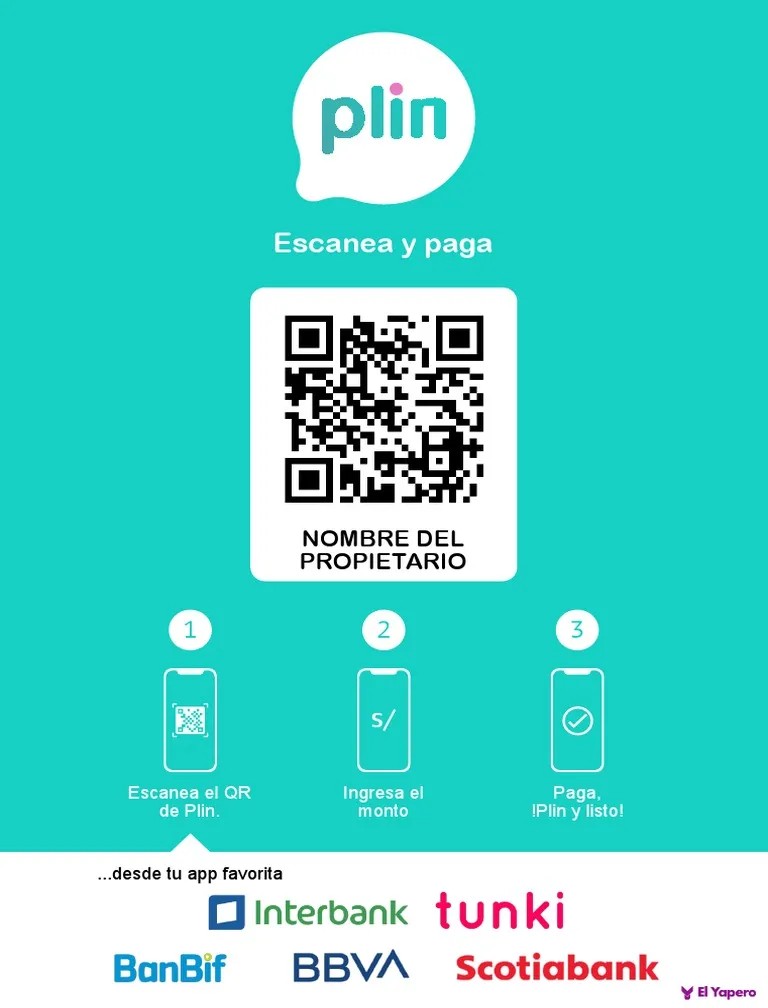 plin
Escanea y paga
NOMBRE DEL
PROPIETARIO
1
2
3
S/
Escanea el QR
de Plin.
Ingresa el
monto
Paga,
!Plin y listo!
...desde tu app favorita
Interbank
tunki
BanBif
BBVA
Scotiabank
El Yapero